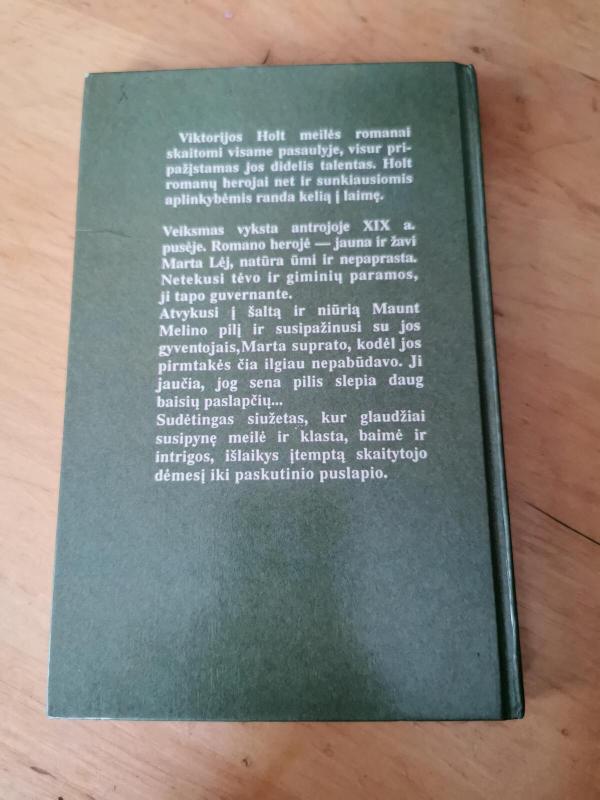 Viktorijos Holt meilės romanai
skaitomi visame pasaulyje, visur pri-
pažįstamas jos didelis talentas. Holt
romanų herojai net ir sunkiausiomis
aplinkybėmis randa kelią į laimę.
Veiksmas vyksta antrojoje XIX a.
pusėje. Romano herojė — jauna ir žavi
Marta Lėj, natūra ūmi ir nepaprasta.
Netekusi tėvo ir giminių paramos,
ji tapo guvernante.
Atvykusi į šaltą ir niūrią Maunt
Melino pilį ir susipažinusi su jos
gyventojais,Marta suprato, kodėl jos
pirmtakės čia ilgiau nepabūdavo. Ji
jaučia, jog sena pilis slepia daug
baisių paslapčių...
Sudėtingas siužetas, kur glaudžiai
susipynę meilė ir klasta, baimė ir
intrigos, išlaikys įtemptą skaitytojo
dėmesį iki paskutinio puslapio.